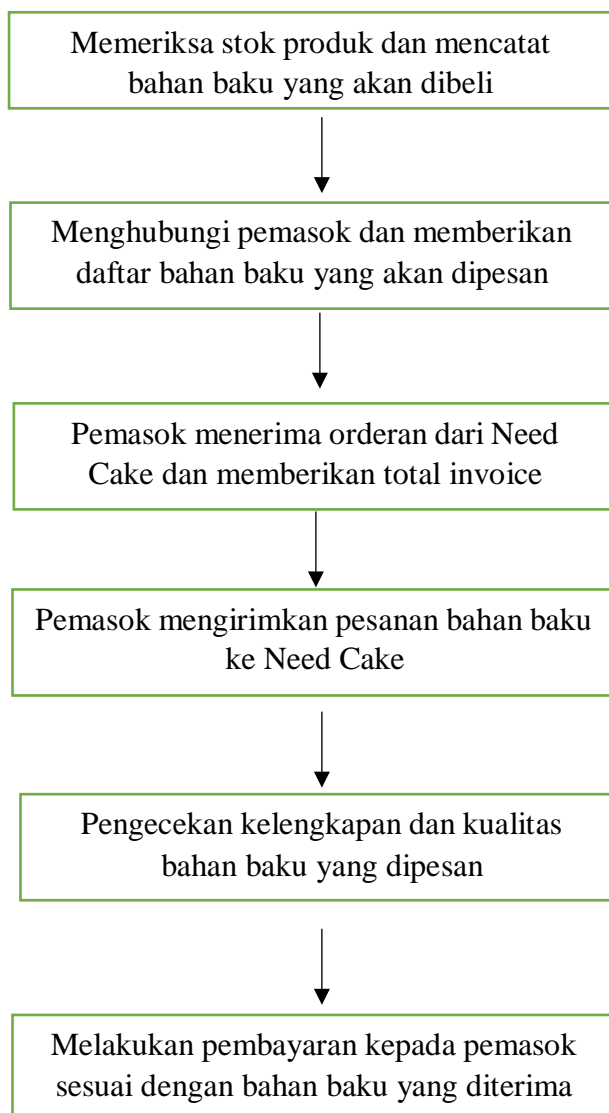 Memeriksa stok produk dan mencatat
bahan baku yang akan dibeli
Menghubungi pemasok dan memberikan
daftar bahan baku yang akan dipesan
Pemasok menerima orderan dari Need
Cake dan memberikan total invoice
Pemasok mengirimkan pesanan bahan baku
ke Need Cake
Pengecekan kelengkapan dan kualitas
bahan baku yang dipesan
Melakukan pembayaran kepada pemasok
sesuai dengan bahan baku yang diterima